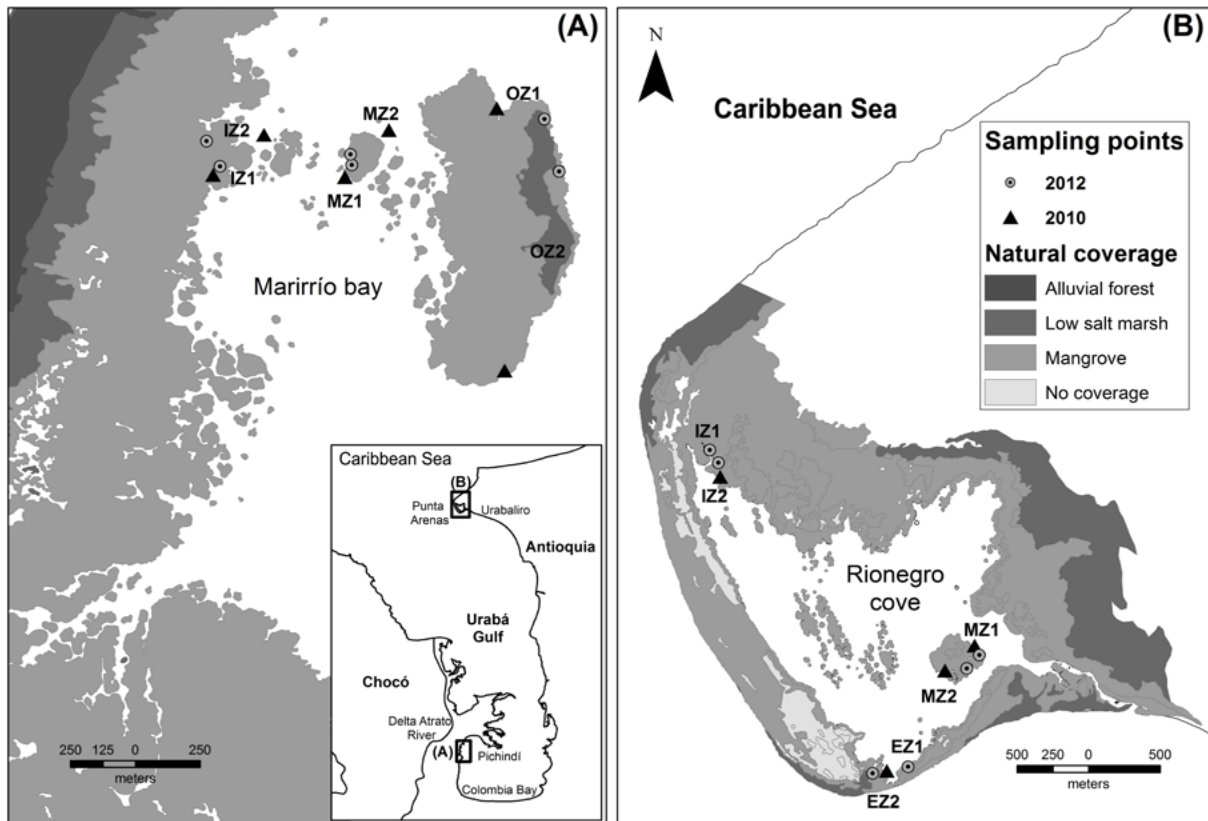 (A)
OZ1
MZ2
IZ2
IZ1
MZ1
OZ2
Marirrío bay
250 125 0 250
meters
Caribbean Sea
(B)
Punta
Arenas
Urabaliro
Antioquia
Urabá
Gulf
Chocó
Delta Atrato
River
(A)
Pichindí
Colombia Bay
(B)
N
Caribbean Sea
Sampling points
2012
2010
Natural coverage
Alluvial forest
Low salt marsh
Mangrove
No coverage
IZ1
IZ2
Rionegro
cove
MZ1
MZ2
EZ1
EZ2
500 250 0 500
meters